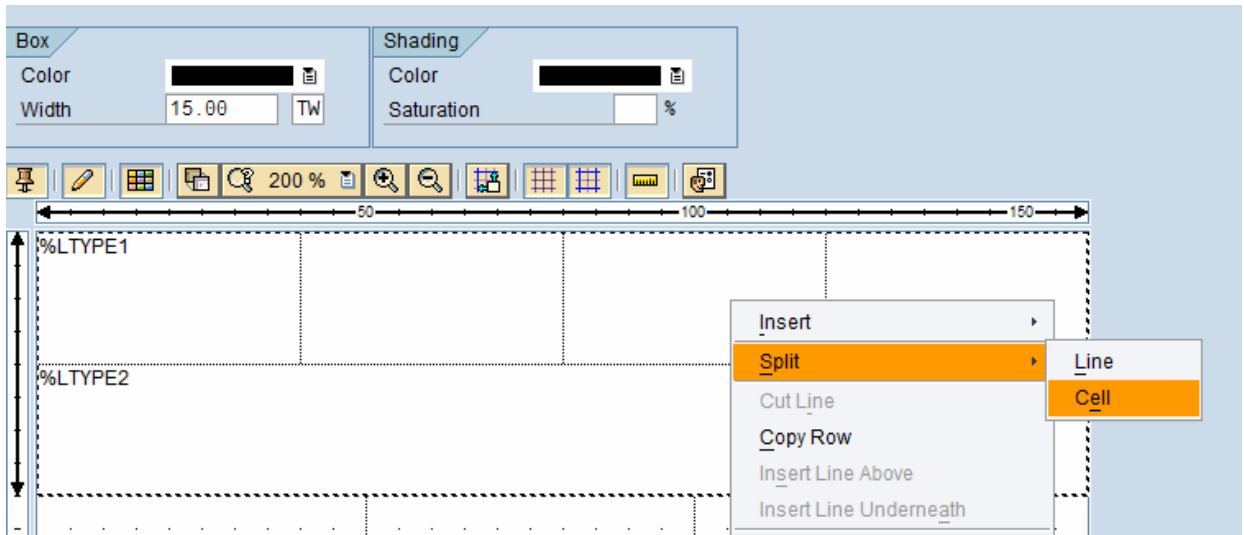 Box
Shading
Color
Color
Width 15.00 TW
Saturation %
200 %
50 100 150
%LTYPE1
Insert
%LTYPE2
Split
Line
Cut Line
Cell
Copy Row
Insert Line Above
Insert Line Underneath